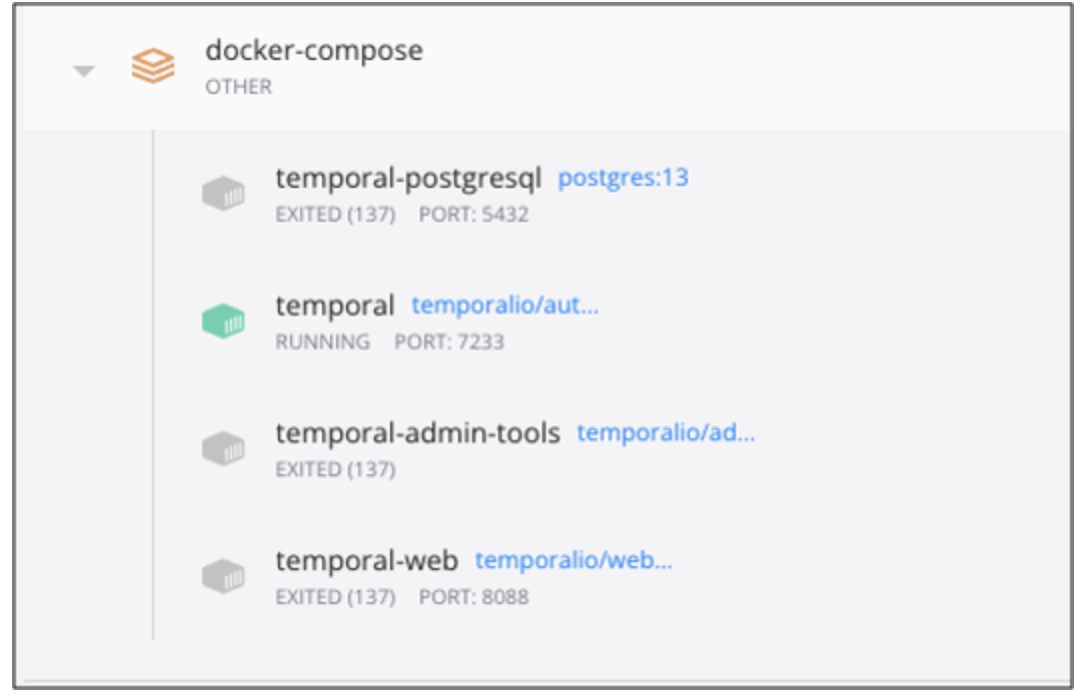 docker-compose
OTHER
temporal-postgresql postgres:13
EXITED (137) PORT: 5432
temporal temporalio/aut...
RUNNING PORT: 7233
temporal-admin-tools temporalio/ad...
EXITED (137)
temporal-web temporalio/web...
EXITED (137) PORT: 8088